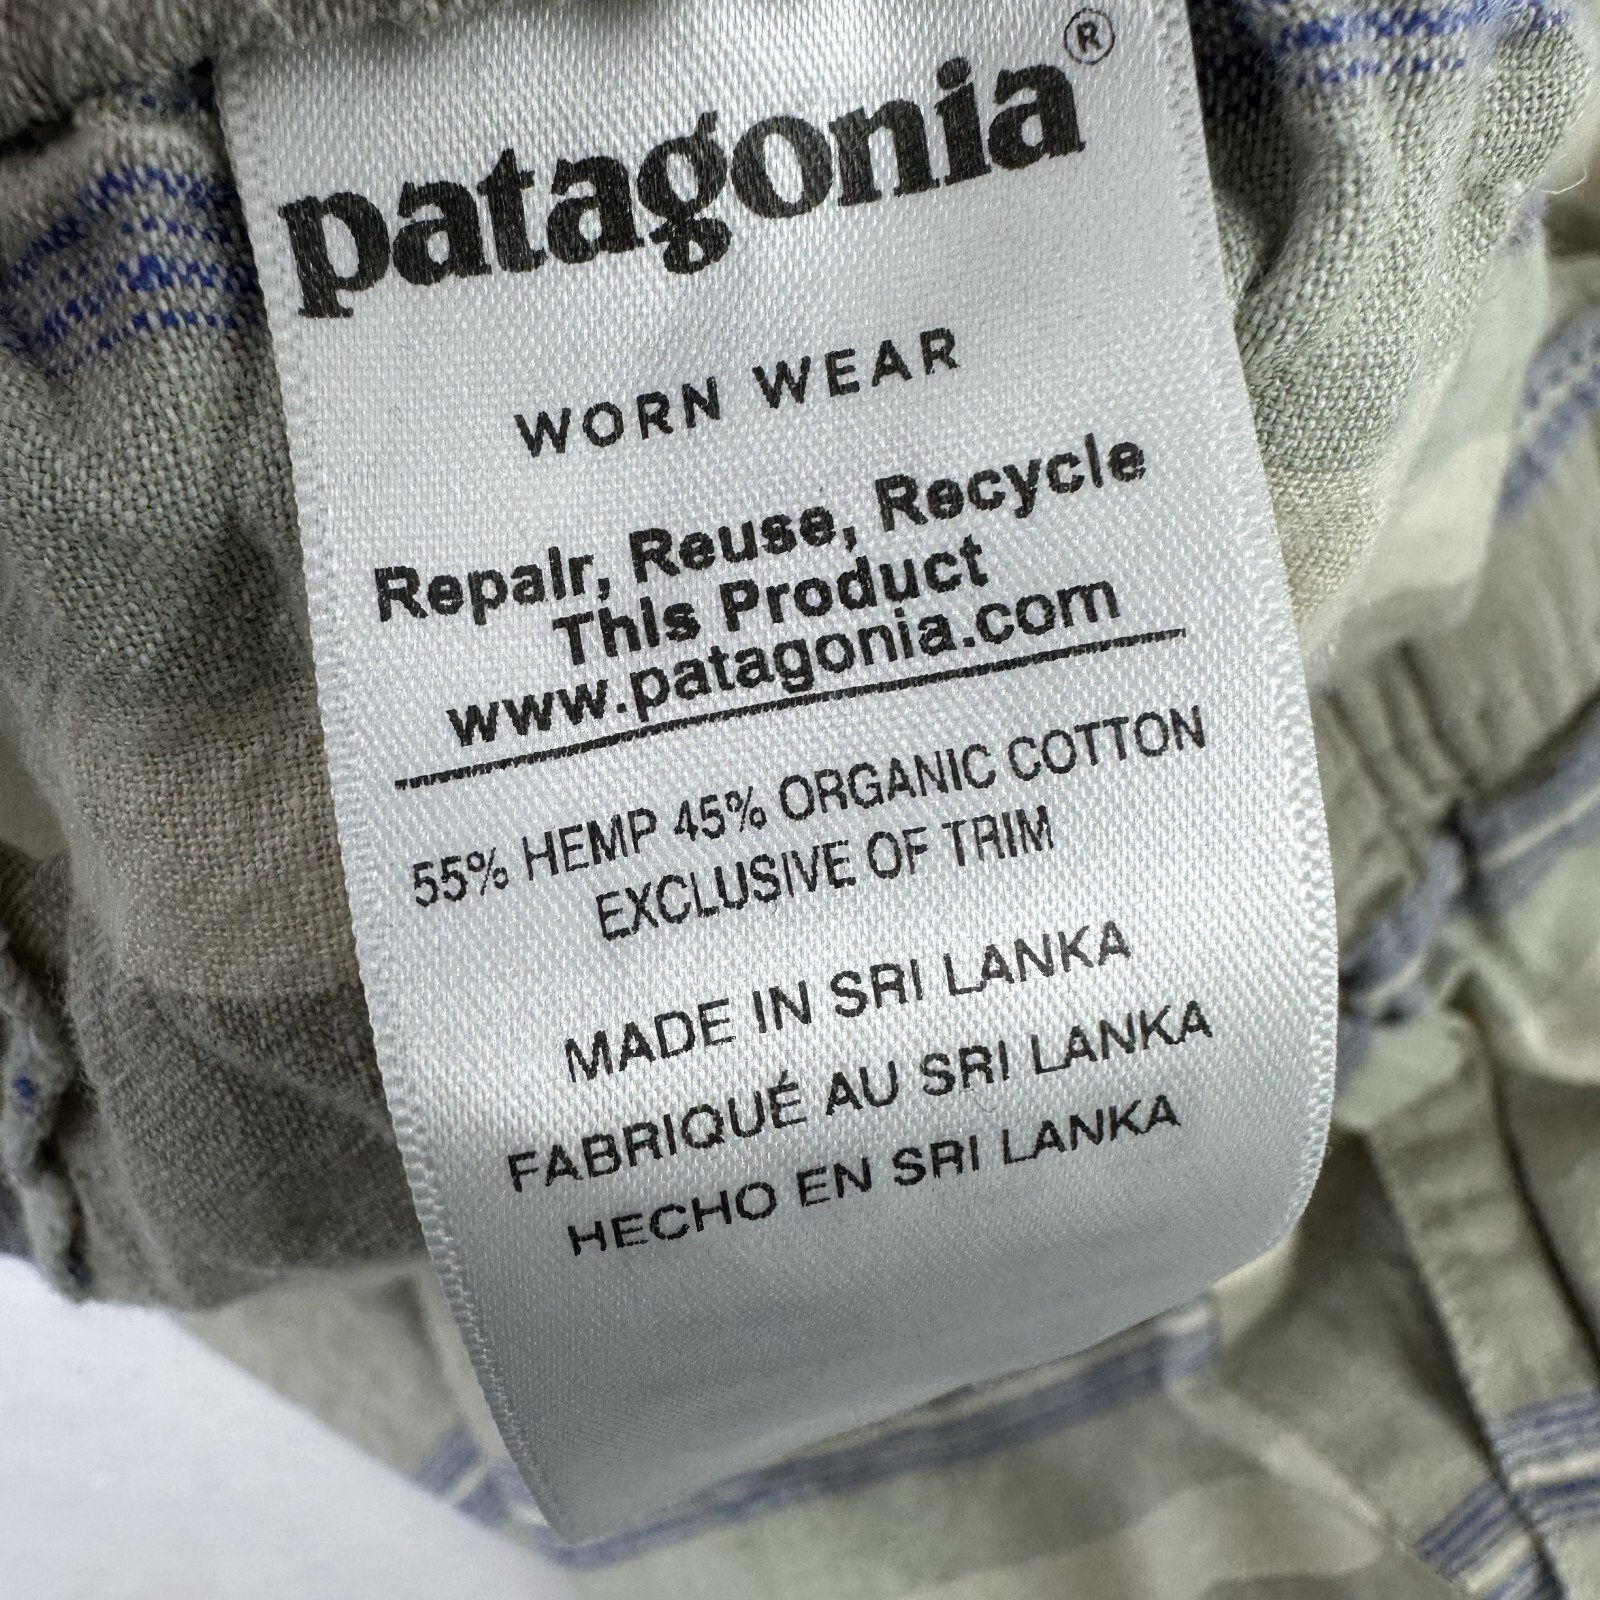 patagonia®
WORN WEAR
Repair, Reuse, Recycle
This Product
www.patagonia.com
55% HEMP 45% ORGANIC COTTON
EXCLUSIVE OF TRIM
MADE IN SRI LANKA
FABRIQUÉ AU SRI LANKA
HECHO EN SRI LANKA